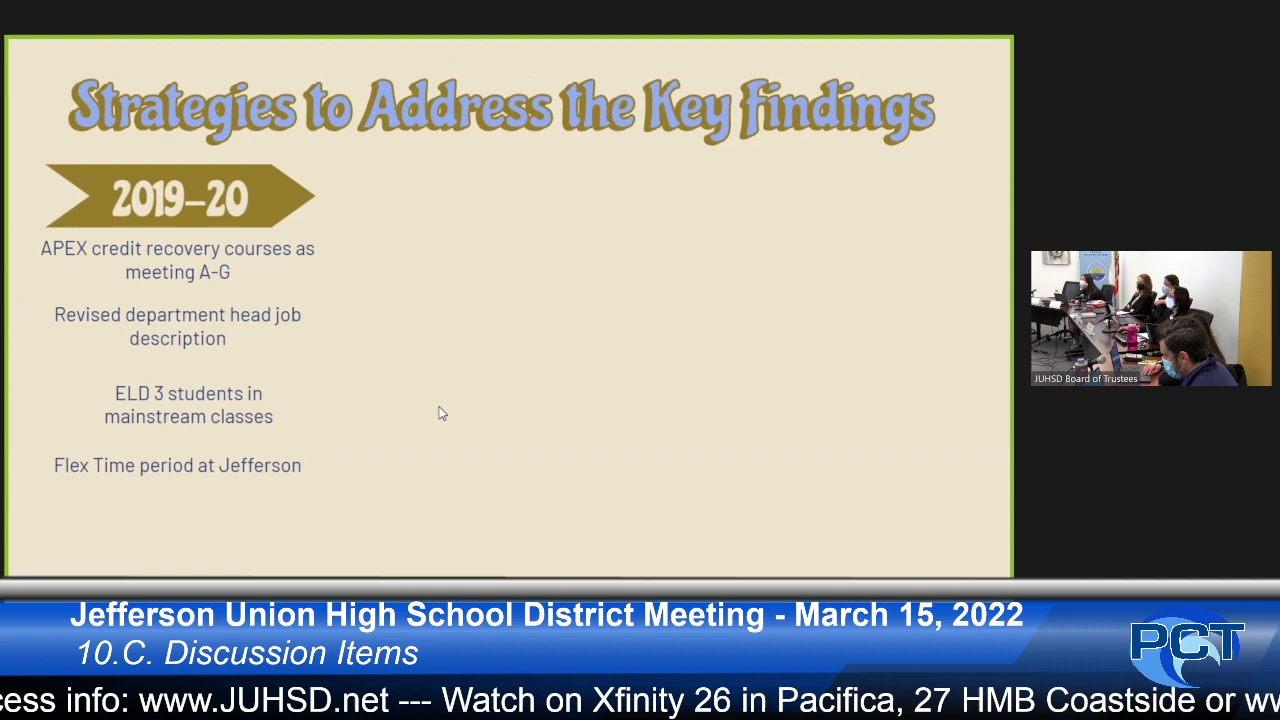 Strategies to Address the Key Findings
2019-20
APEX credit recovery courses as
meeting A-G
Revised department head job
description
ELD 3 students in
mainstream classes
Flex Time period at Jefferson
JUHSD Board of Trustees
Jefferson Union High School District Meeting - March 15, 2022
10.C. Discussion Items
PCT
info: www.JUHSD.net --- Watch on Xfinity 26 in Pacifica, 27 HMB Coastside or